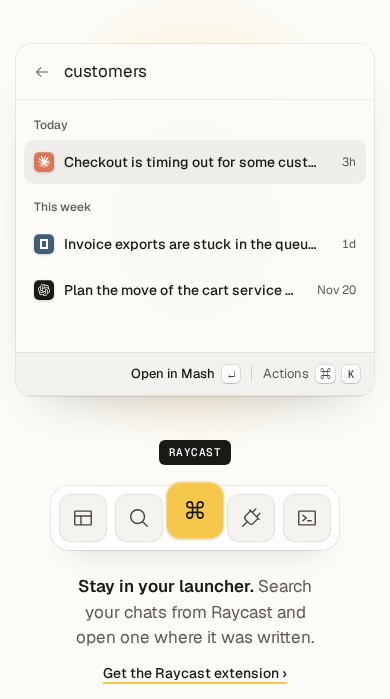 customers
Today
Checkout is timing out for some cust... 3h
This week
Invoice exports are stuck in the queu... 1d
Plan the move of the cart service ... Nov 20
Open in Mash ↵ Actions ⌘ K
RAYCAST
⌘
Stay in your launcher. Search
your chats from Raycast and
open one where it was written.
Get the Raycast extension ›